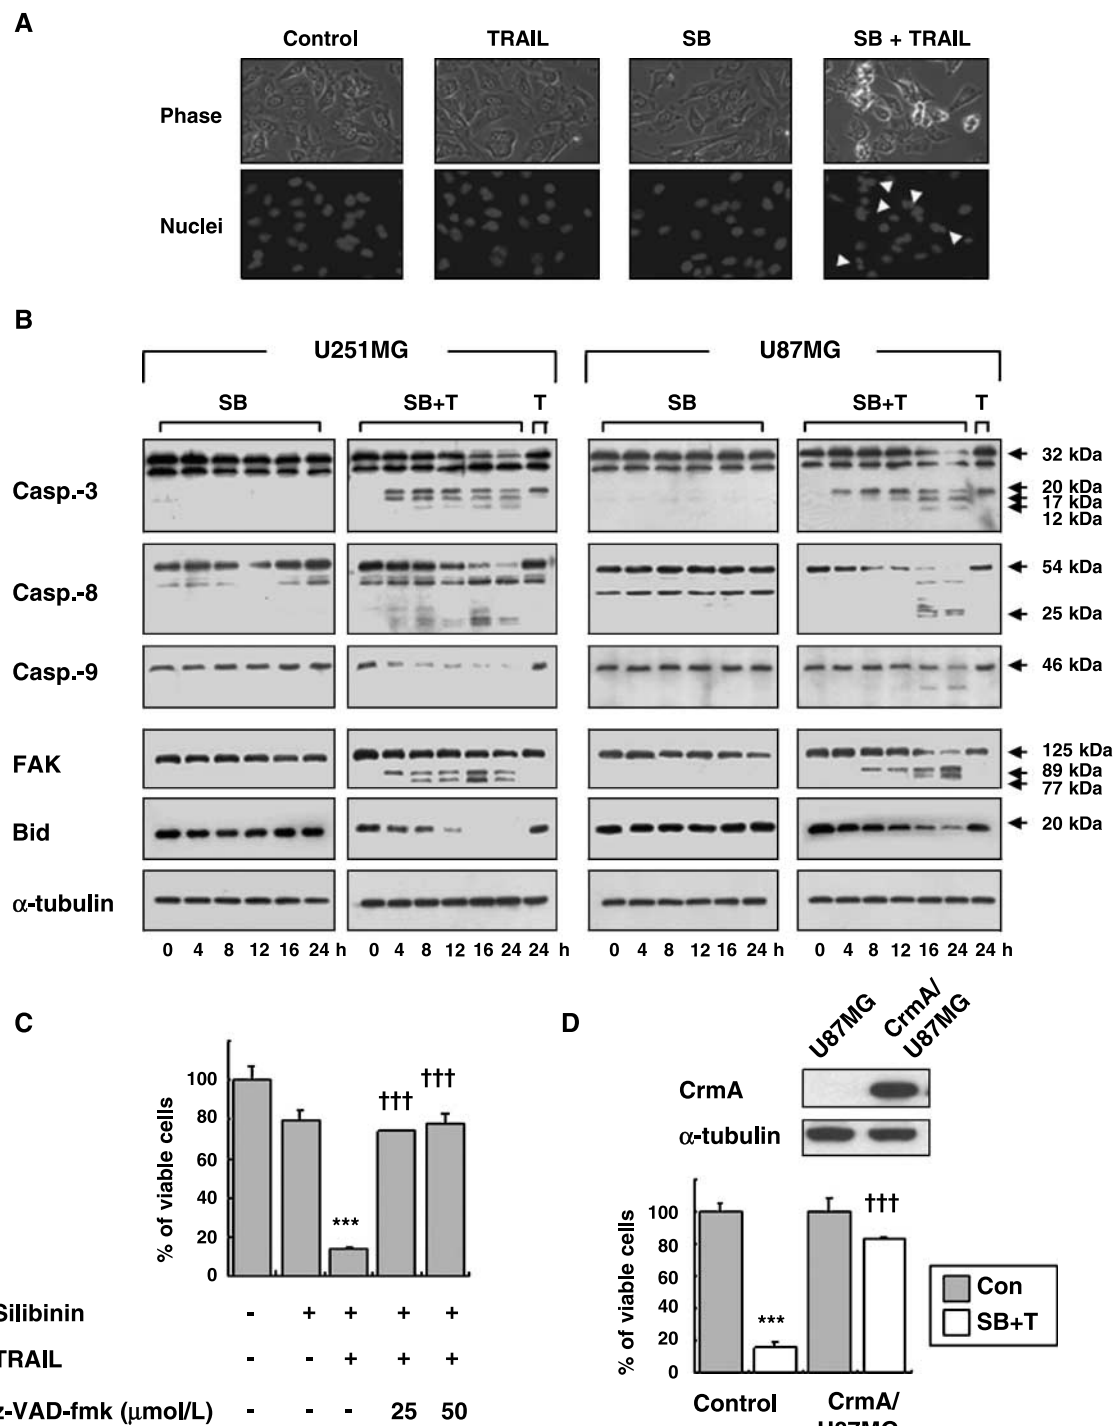 A
Control TRAIL SB SB + TRAIL
Phase
Nuclei
B
U251MG U87MG
SB SB+T T SB SB+T T
Casp.-3
32 kDa
20 kDa
17 kDa
12 kDa
Casp.-8
54 kDa
25 kDa
Casp.-9
46 kDa
FAK
125 kDa
89 kDa
77 kDa
Bid
20 kDa
α-tubulin
0 4 8 12 16 24 h 0 4 8 12 16 24 24 h 0 4 8 12 16 24 h 0 4 8 12 16 24 24 h
C
% of viable cells
100
80
60
40
20
0
***
†††
†††
Silibinin - + + + +
TRAIL - - + + +
z-VAD-fmk (μmol/L) - - - 25 50
D
U87MG
CrmA/
U87MG
CrmA
α-tubulin
% of viable cells
100
80
60
40
20
0
***
†††
Con
SB+T
Control CrmA/
U87MG